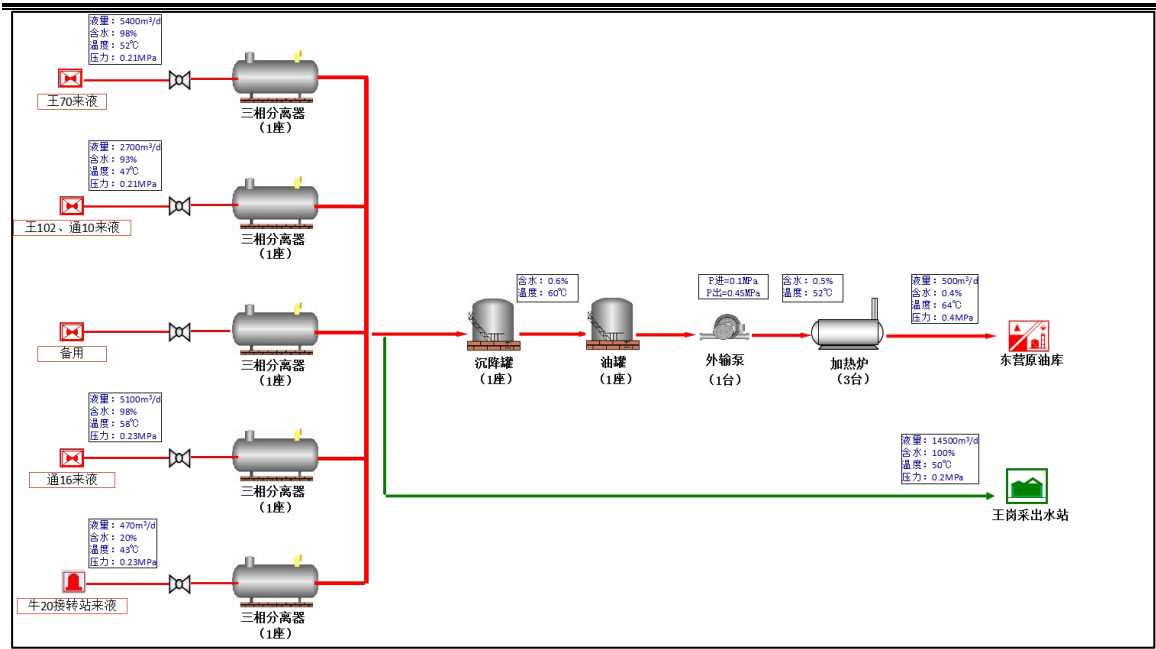 液量：5400m³/d
含水：98%
温度：52℃
压力：0.21MPa
王70来液
三相分离器
（1座）
液量：2700m³/d
含水：93%
温度：47℃
压力：0.21MPa
王102、通10来液
三相分离器
（1座）
备用
三相分离器
（1座）
液量：5100m³/d
含水：98%
温度：58℃
压力：0.23MPa
通16来液
三相分离器
（1座）
液量：470m³/d
含水：20%
温度：43℃
压力：0.23MPa
牛20接转站来液
三相分离器
（1座）
含水：0.6%
温度：60℃
沉降罐
（1座）
油罐
（1座）
P进=0.1MPa
P出=0.45MPa
外输泵
（1台）
含水：0.5%
温度：52℃
加热炉
（3台）
液量：500m³/d
含水：0.4%
温度：64℃
压力：0.4MPa
东营原油库
液量：14500m³/d
含水：100%
温度：50℃
压力：0.2MPa
王岗采出水站